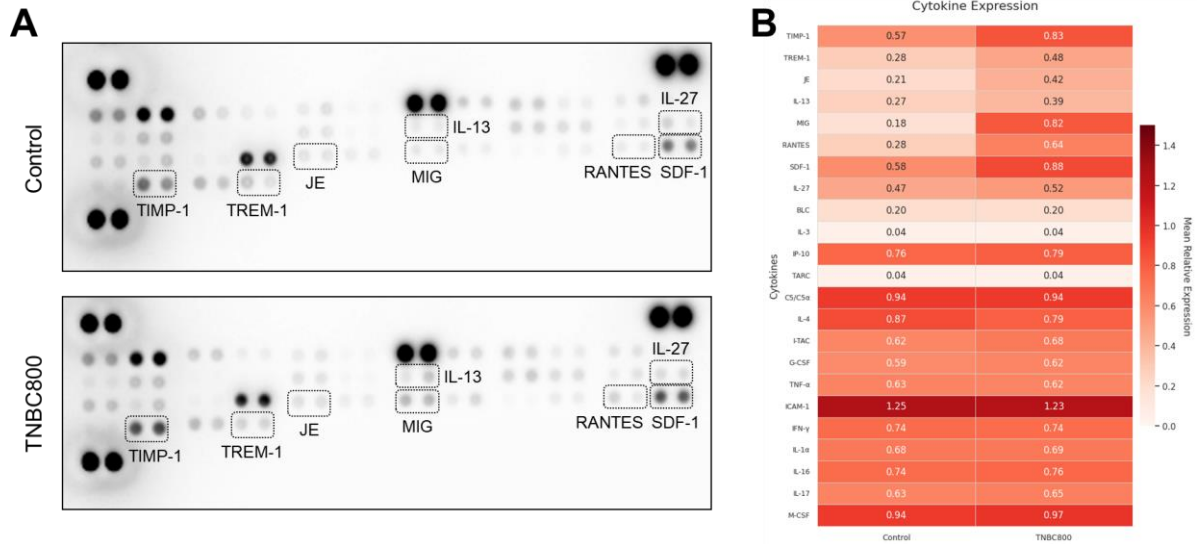 A
Control
IL-27
IL-13
TIMP-1
TREM-1
JE
MIG
RANTES SDF-1
TNBC800
IL-27
IL-13
TIMP-1
TREM-1
JE
MIG
RANTES SDF-1
B
Cytokine Expression
Cytokines
TIMP-1 0.57 0.83
TREM-1 0.28 0.48
JE 0.21 0.42
IL-13 0.27 0.39
MIG 0.18 0.82
RANTES 0.28 0.64
SDF-1 0.58 0.88
IL-27 0.47 0.52
BLC 0.20 0.20
IL-3 0.04 0.04
IP-10 0.76 0.79
TARC 0.04 0.04
C5/C5α 0.94 0.94
IL-4 0.87 0.79
I-TAC 0.62 0.68
G-CSF 0.59 0.62
TNF-α 0.63 0.62
ICAM-1 1.25 1.23
IFN-γ 0.74 0.74
IL-1α 0.68 0.69
IL-16 0.74 0.76
IL-17 0.63 0.65
M-CSF 0.94 0.97
Control TNBC800
1.4
1.2
1.0
0.8
0.6
0.4
0.2
0.0
Mean Relative Expression